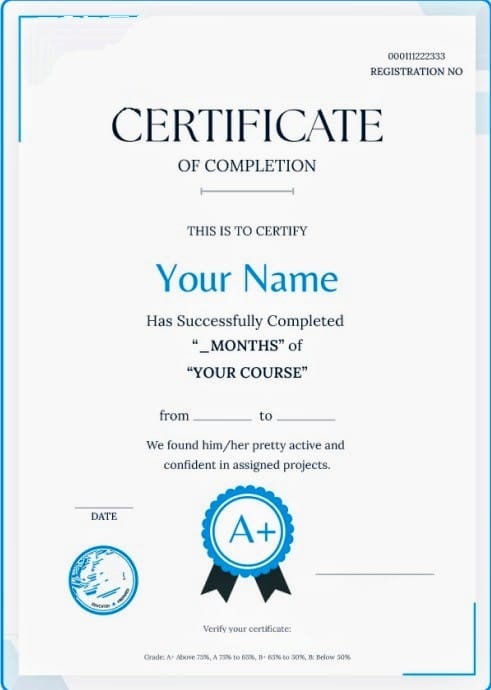 000111222333
REGISTRATION NO
CERTIFICATE
OF COMPLETION
THIS IS TO CERTIFY
Your Name
Has Successfully Completed
“_MONTHS” of
“YOUR COURSE”
from ________ to ________
We found him/her pretty active and
confident in assigned projects.
DATE
A+
Verify your certificate:
Grade: A+ Above 75%, A 75% to 65%, B+ 65% to 50%, B: Below 50%